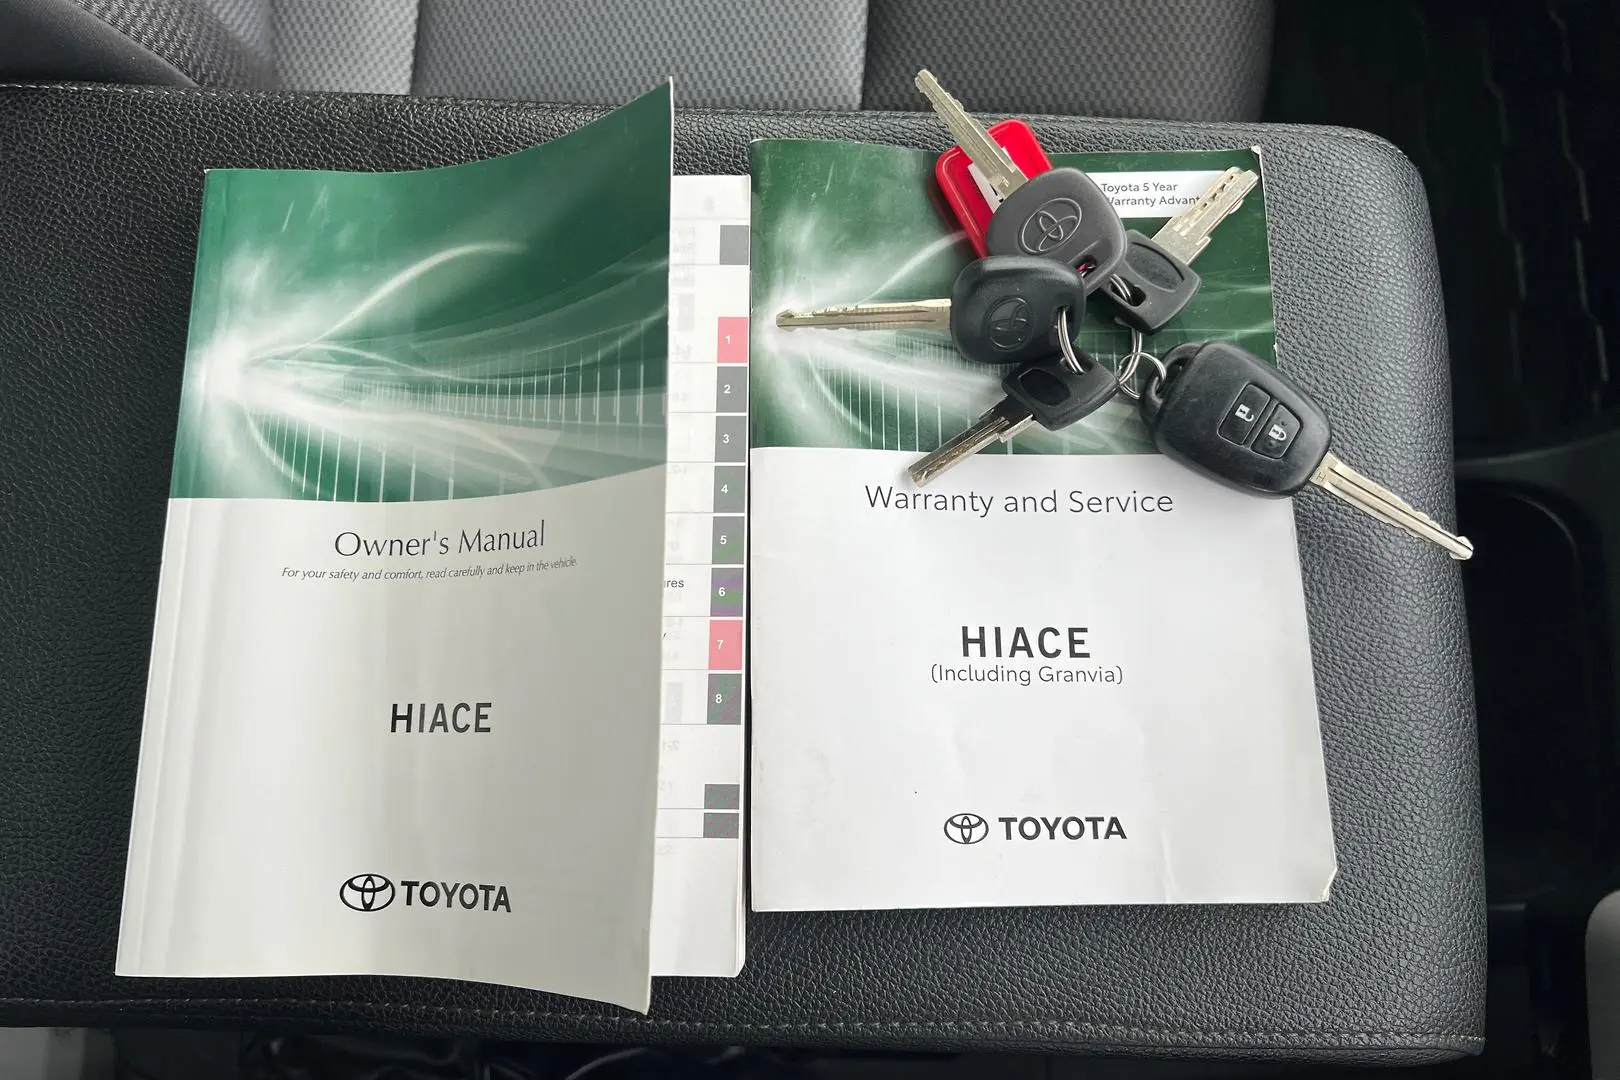 Owner's Manual
For your safety and comfort, read carefully and keep in the vehicle.
HIACE
TOYOTA
1
2
3
4
5
6
7
8
Toyota 5 Year
Warranty and Service
HIACE
(Including Granvia)
TOYOTA